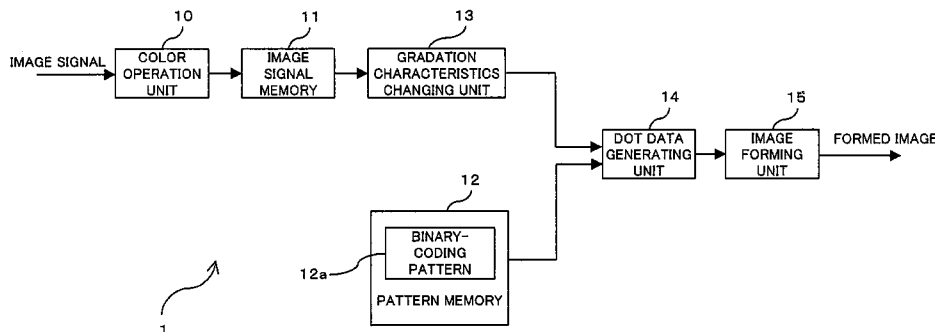 10
11
13
IMAGE SIGNAL
COLOR
OPERATION
UNIT
IMAGE
SIGNAL
MEMORY
GRADATION
CHARACTERISTICS
CHANGING UNIT
14
15
DOT DATA
GENERATING
UNIT
IMAGE
FORMING
UNIT
FORMED IMAGE
12
BINARY-
CODING
PATTERN
12a
PATTERN MEMORY
1